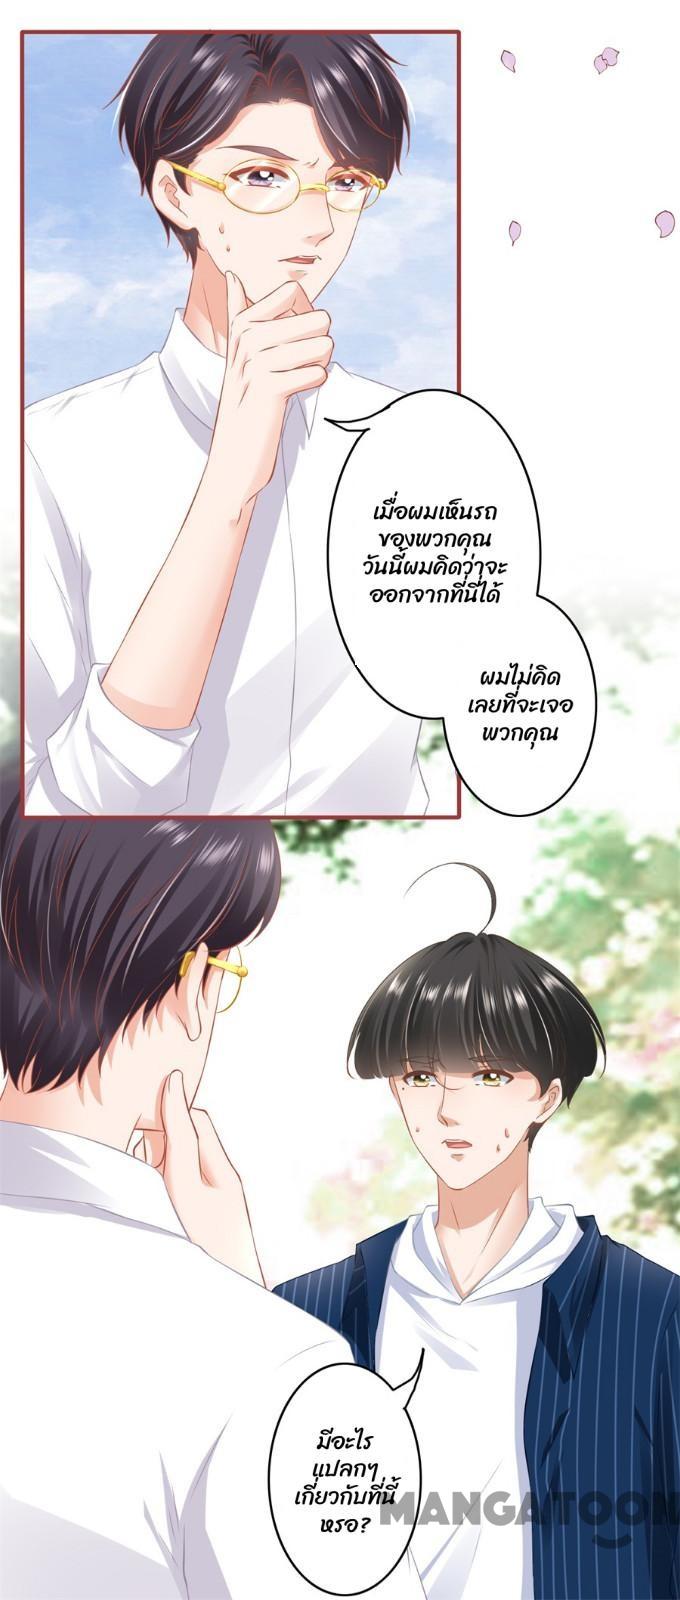 เมื่อผมเห็นรถ
ของพวกคุณ
วันนี้ผมคิดว่าจะ
ออกจากที่นี่ได้
ผมไม่คิด
เลยที่จะเจอ
พวกคุณ
มีอะไร
แปลกๆ
เกี่ยวกับที่นี้
หรอ?
MANGATOON